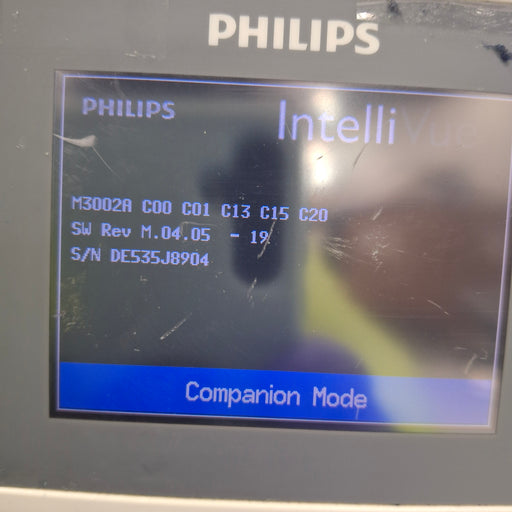 PHILIPS
PHILIPS
IntelliVue
M3002A C00 C01 C13 C15 C20
SW Rev M.04.05 - 19
S/N DE535J8904
Companion Mode